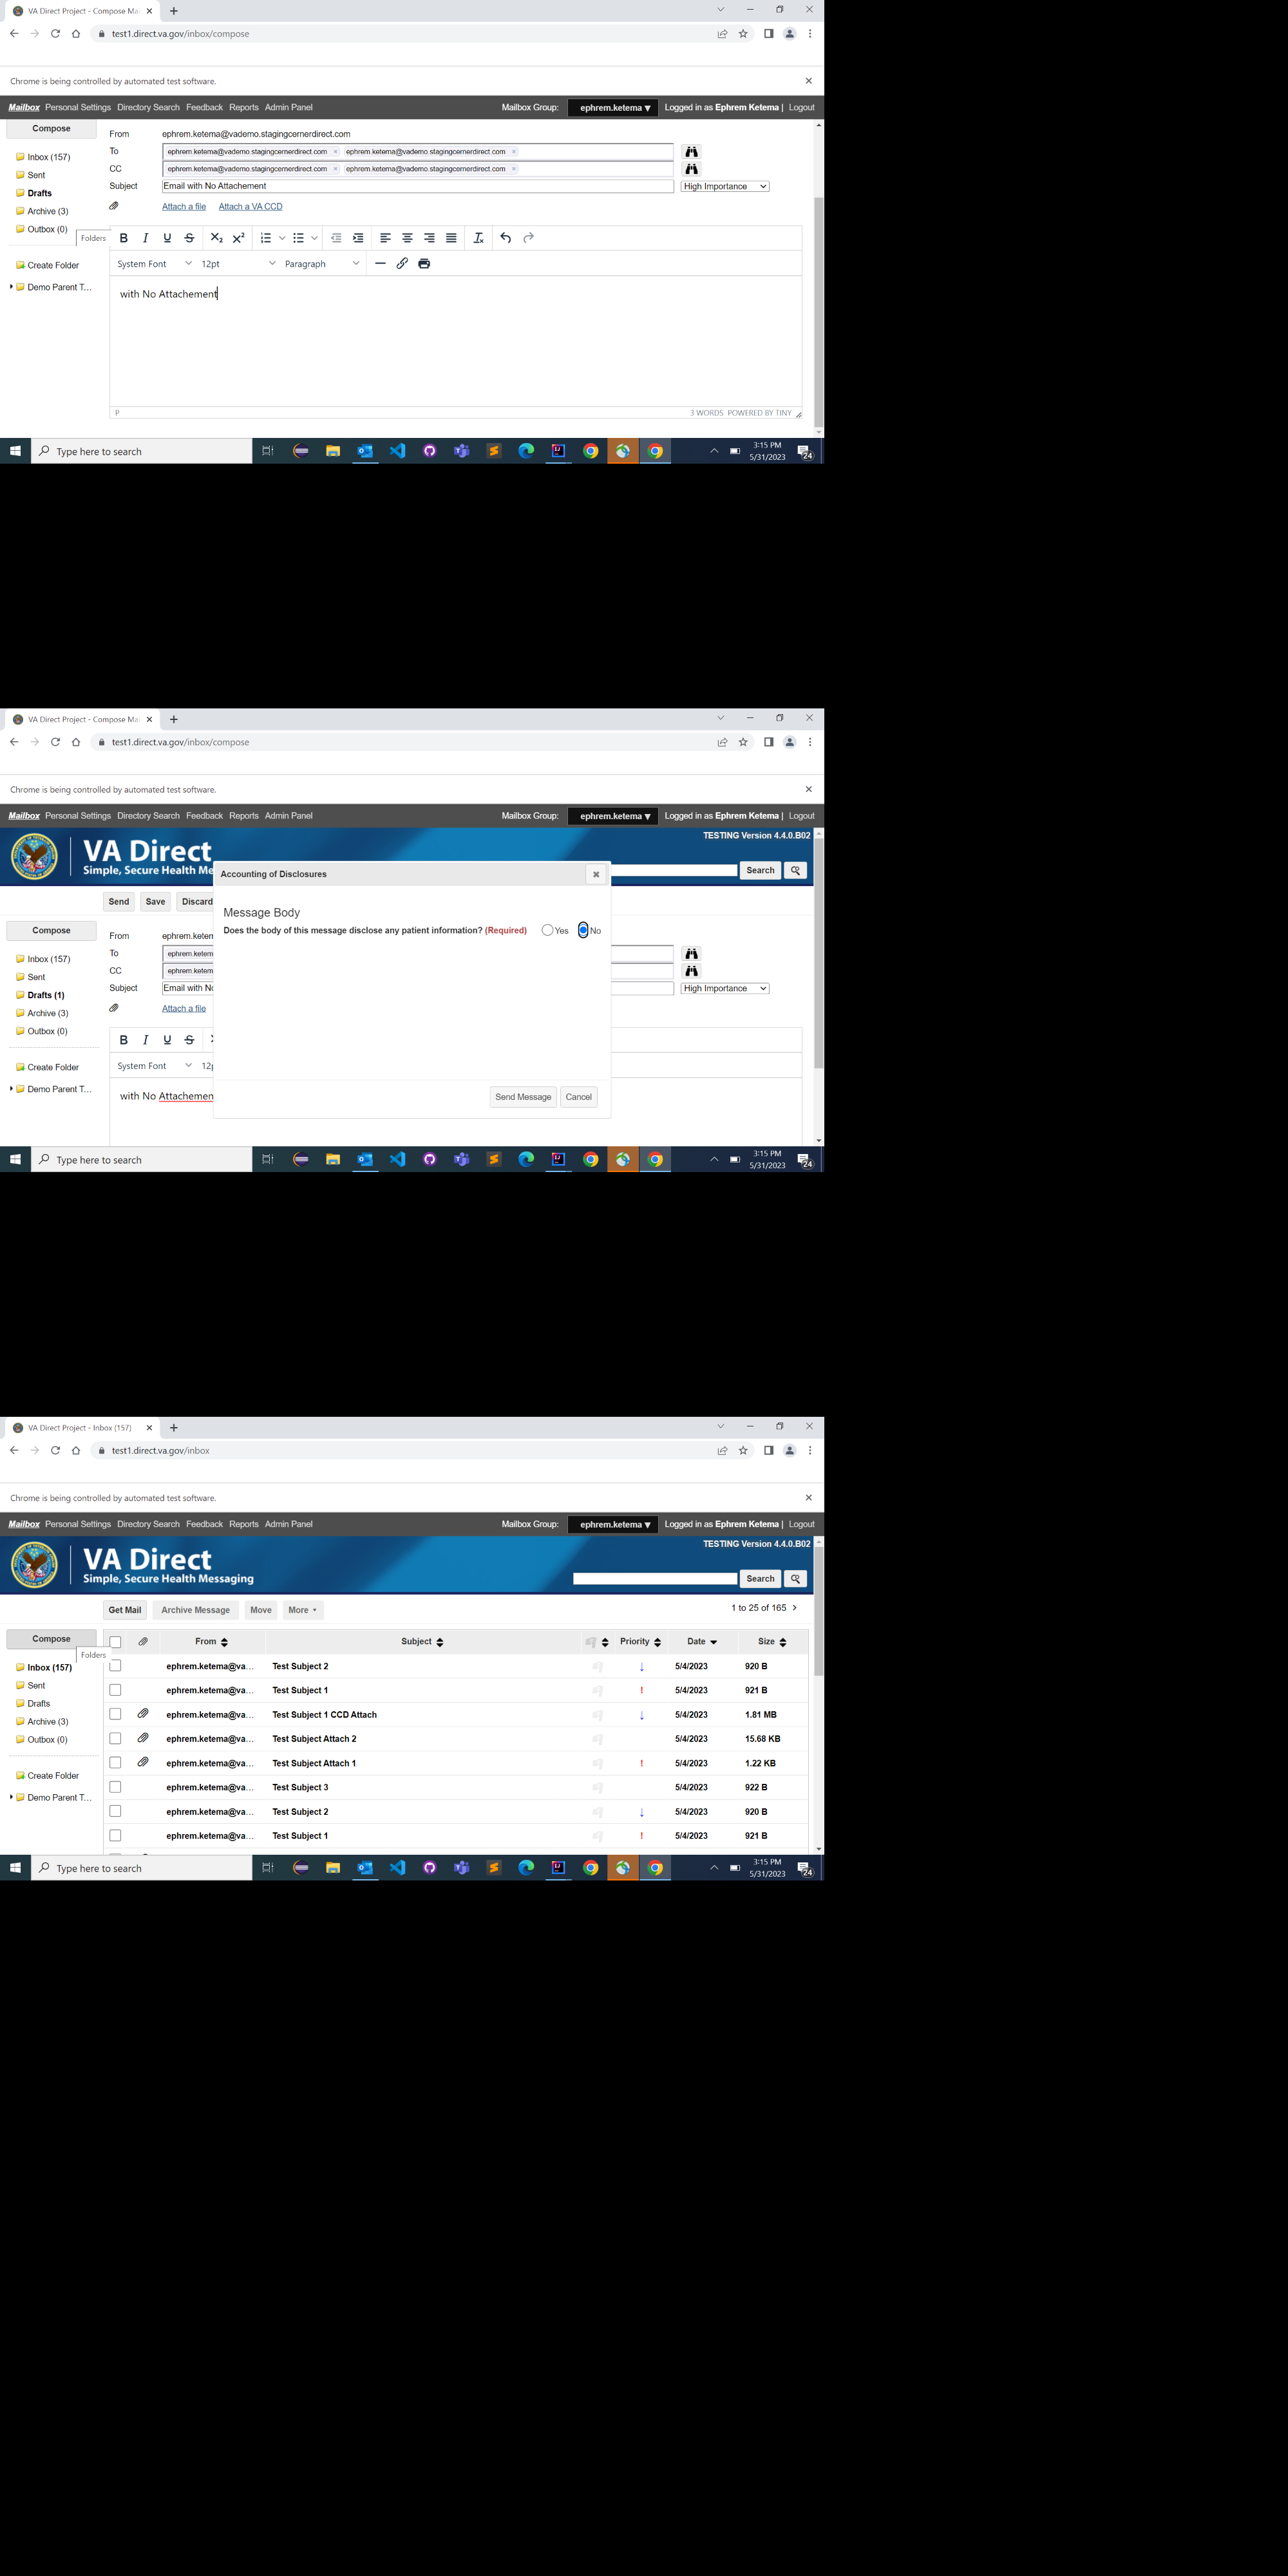 VA Direct Project - Compose Ma
test1.direct.va.gov/inbox/compose
Chrome is being controlled by automated test software.
Mailbox Personal Settings Directory Search Feedback Reports Admin Panel Mailbox Group: ephrem.ketema ▼ Logged in as Ephrem Ketema | Logout
Compose
From ephrem.ketema@vademo.stagingcernerdirect.com
To ephrem.ketema@vademo.stagingcernerdirect.com × ephrem.ketema@vademo.stagingcernerdirect.com ×
Inbox (157)
CC ephrem.ketema@vademo.stagingcernerdirect.com × ephrem.ketema@vademo.stagingcernerdirect.com ×
Sent
Subject Email with No Attachement High Importance
Drafts
Archive (3)
Attach a file Attach a VA CCD
Outbox (0)
Folders
Create Folder
System Font 12pt Paragraph
Demo Parent T...
with No Attachement
P 3 WORDS POWERED BY TINY
Type here to search
3:15 PM
5/31/2023
24
VA Direct Project - Compose Ma
test1.direct.va.gov/inbox/compose
Chrome is being controlled by automated test software.
Mailbox Personal Settings Directory Search Feedback Reports Admin Panel Mailbox Group: ephrem.ketema ▼ Logged in as Ephrem Ketema | Logout
TESTING Version 4.4.0.B02
VA Direct
Simple, Secure Health Me
Search
Accounting of Disclosures
Send Save Discard
Message Body
Does the body of this message disclose any patient information? (Required) Yes No
Compose
From ephrem.keter
To ephrem.ketem
Inbox (157)
CC ephrem.ketem
Sent
Subject Email with No High Importance
Drafts (1)
Archive (3)
Attach a file
Outbox (0)
Create Folder
System Font 12p
Demo Parent T...
with No Attachemen
Send Message Cancel
Type here to search
3:15 PM
5/31/2023
24
VA Direct Project - Inbox (157)
test1.direct.va.gov/inbox
Chrome is being controlled by automated test software.
Mailbox Personal Settings Directory Search Feedback Reports Admin Panel Mailbox Group: ephrem.ketema ▼ Logged in as Ephrem Ketema | Logout
TESTING Version 4.4.0.B02
VA Direct
Simple, Secure Health Messaging
Search
Get Mail Archive Message Move More 1 to 25 of 165 >
Compose
From Subject Priority Date Size
Folders
Inbox (157)
Sent
Drafts
Archive (3)
Outbox (0)
Create Folder
Demo Parent T...
ephrem.ketema@va... Test Subject 2 ↓ 5/4/2023 920 B
ephrem.ketema@va... Test Subject 1 ! 5/4/2023 921 B
ephrem.ketema@va... Test Subject 1 CCD Attach ↓ 5/4/2023 1.81 MB
ephrem.ketema@va... Test Subject Attach 2 5/4/2023 15.68 KB
ephrem.ketema@va... Test Subject Attach 1 ! 5/4/2023 1.22 KB
ephrem.ketema@va... Test Subject 3 5/4/2023 922 B
ephrem.ketema@va... Test Subject 2 ↓ 5/4/2023 920 B
ephrem.ketema@va... Test Subject 1 ! 5/4/2023 921 B
Type here to search
3:15 PM
5/31/2023
24